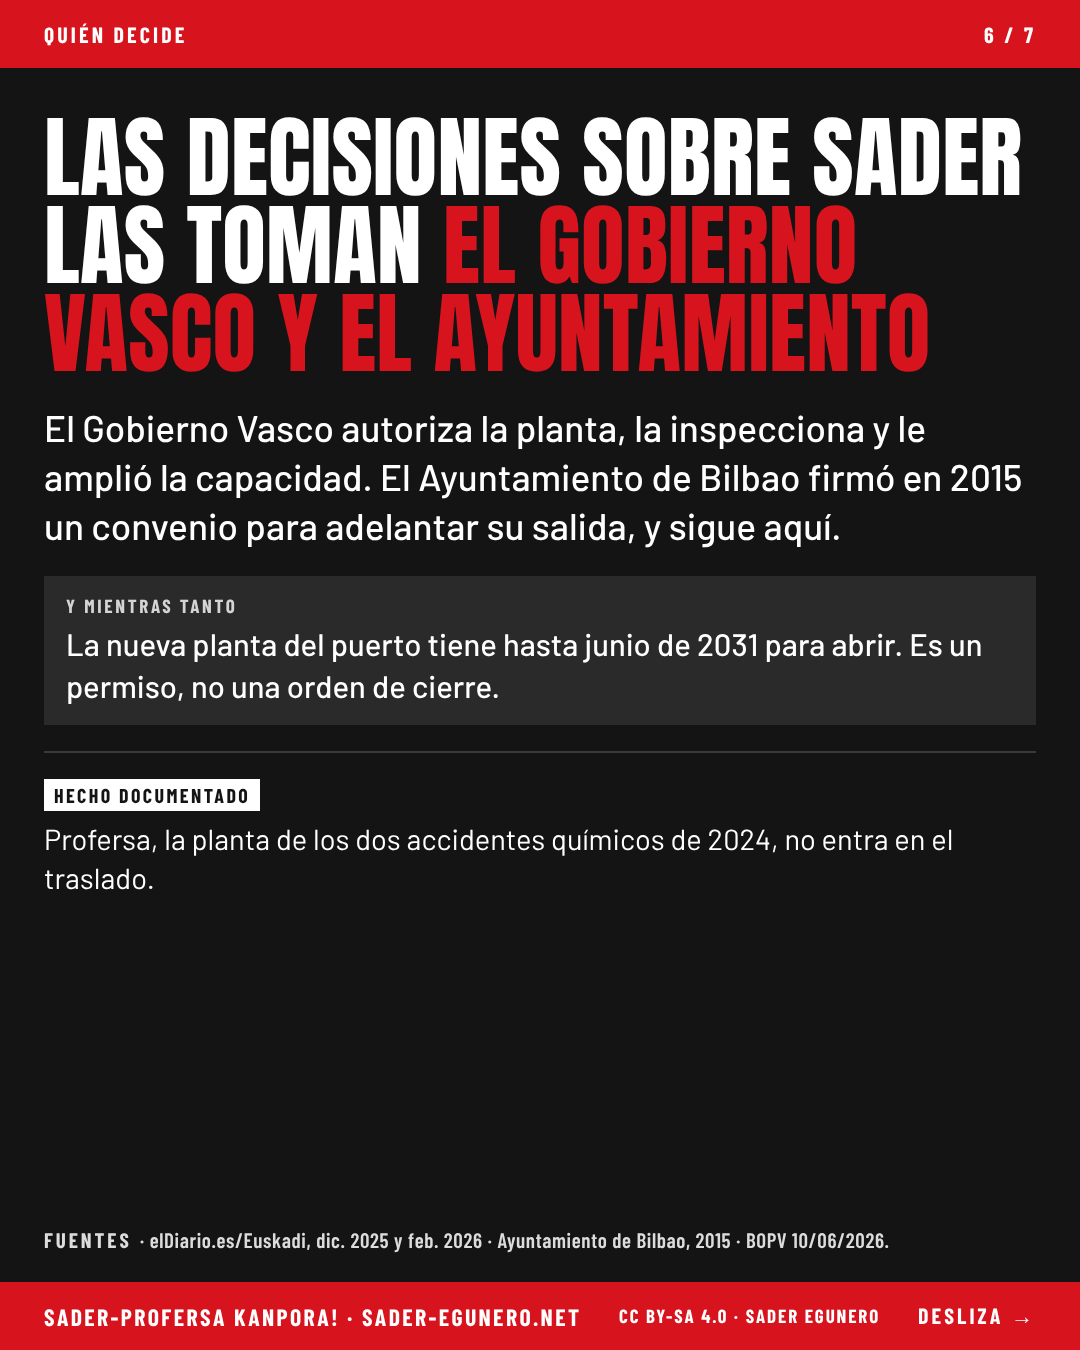 QUIÉN DECIDE
6 / 7
LAS DECISIONES SOBRE SADER
LAS TOMAN EL GOBIERNO
VASCO Y EL AYUNTAMIENTO
El Gobierno Vasco autoriza la planta, la inspecciona y le
amplió la capacidad. El Ayuntamiento de Bilbao firmó en 2015
un convenio para adelantar su salida, y sigue aquí.
Y MIENTRAS TANTO
La nueva planta del puerto tiene hasta junio de 2031 para abrir. Es un
permiso, no una orden de cierre.
HECHO DOCUMENTADO
Profersa, la planta de los dos accidentes químicos de 2024, no entra en el
traslado.
FUENTES · elDiario.es/Euskadi, dic. 2025 y feb. 2026 · Ayuntamiento de Bilbao, 2015 · BOPV 10/06/2026.
SADER-PROFERSA KANPORA! · SADER-EGUNERO.NET
CC BY-SA 4.0 · SADER EGUNERO
DESLIZA →